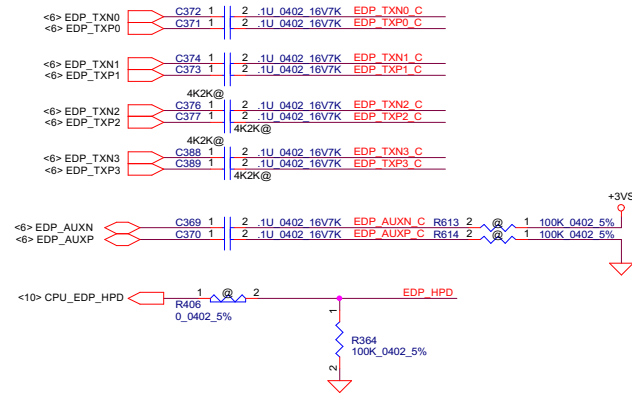 <6> EDP_TXN0 C372 1 2 .1U_0402_16V7K EDP_TXN0_C
<6> EDP_TXP0 C371 1 2 .1U_0402_16V7K EDP_TXP0_C
<6> EDP_TXN1 C374 1 2 .1U_0402_16V7K EDP_TXN1_C
<6> EDP_TXP1 C373 1 2 .1U_0402_16V7K EDP_TXP1_C
<6> EDP_TXN2 C376 1 2 .1U_0402_16V7K EDP_TXN2_C
<6> EDP_TXP2 C377 1 2 .1U_0402_16V7K EDP_TXP2_C
4K2K@
4K2K@
4K2K@
<6> EDP_TXN3 C388 1 2 .1U_0402_16V7K EDP_TXN3_C
<6> EDP_TXP3 C389 1 2 .1U_0402_16V7K EDP_TXP3_C
4K2K@
+3VS
<6> EDP_AUXN C369 1 2 .1U_0402_16V7K EDP_AUXN_C R613 2 @ 1 100K_0402_5%
<6> EDP_AUXP C370 1 2 .1U_0402_16V7K EDP_AUXP_C R614 2 @ 1 100K_0402_5%
<10> CPU_EDP_HPD 1 @ 2 EDP_HPD
R406
0_0402_5%
1
R364
100K_0402_5%
2